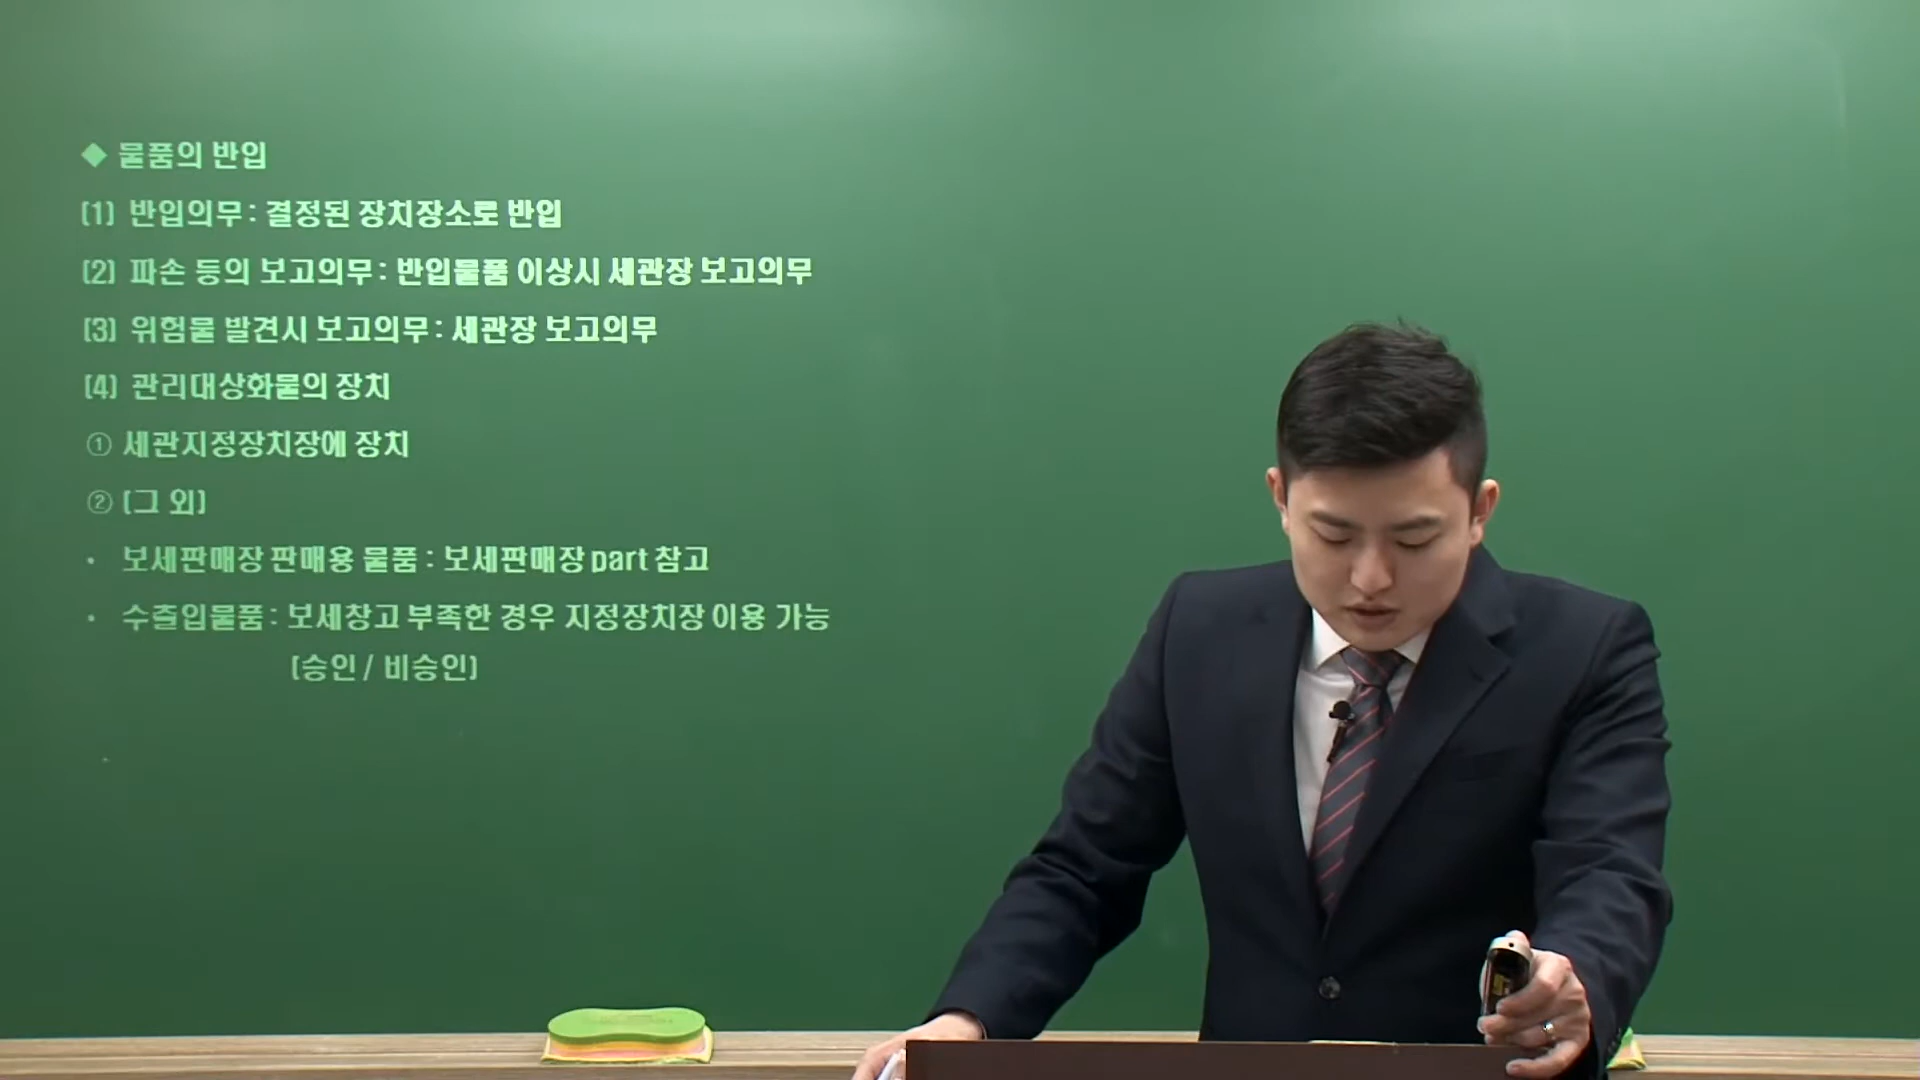 ◆ 물품의 반입
(1) 반입의무 : 결정된 장치장소로 반입
(2) 파손 등의 보고의무 : 반입물품 이상시 세관장 보고의무
(3) 위험물 발견시 보고의무 : 세관장 보고의무
(4) 관리대상화물의 장치
① 세관지정장치장에 장치
② (그 외)
· 보세판매장 판매용 물품 : 보세판매장 part 참고
· 수출입물품 : 보세창고 부족한 경우 지정장치장 이용 가능
(승인 / 비승인)